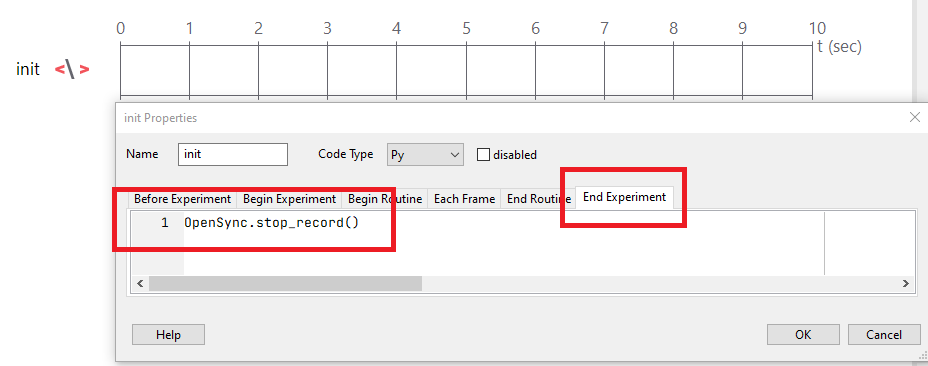 0 1 2 3 4 5 6 7 8 9 10
t (sec)
init <\>
init Properties
Name init Code Type Py disabled
Before Experiment Begin Experiment Begin Routine Each Frame End Routine End Experiment
1 OpenSync.stop_record()
Help OK Cancel